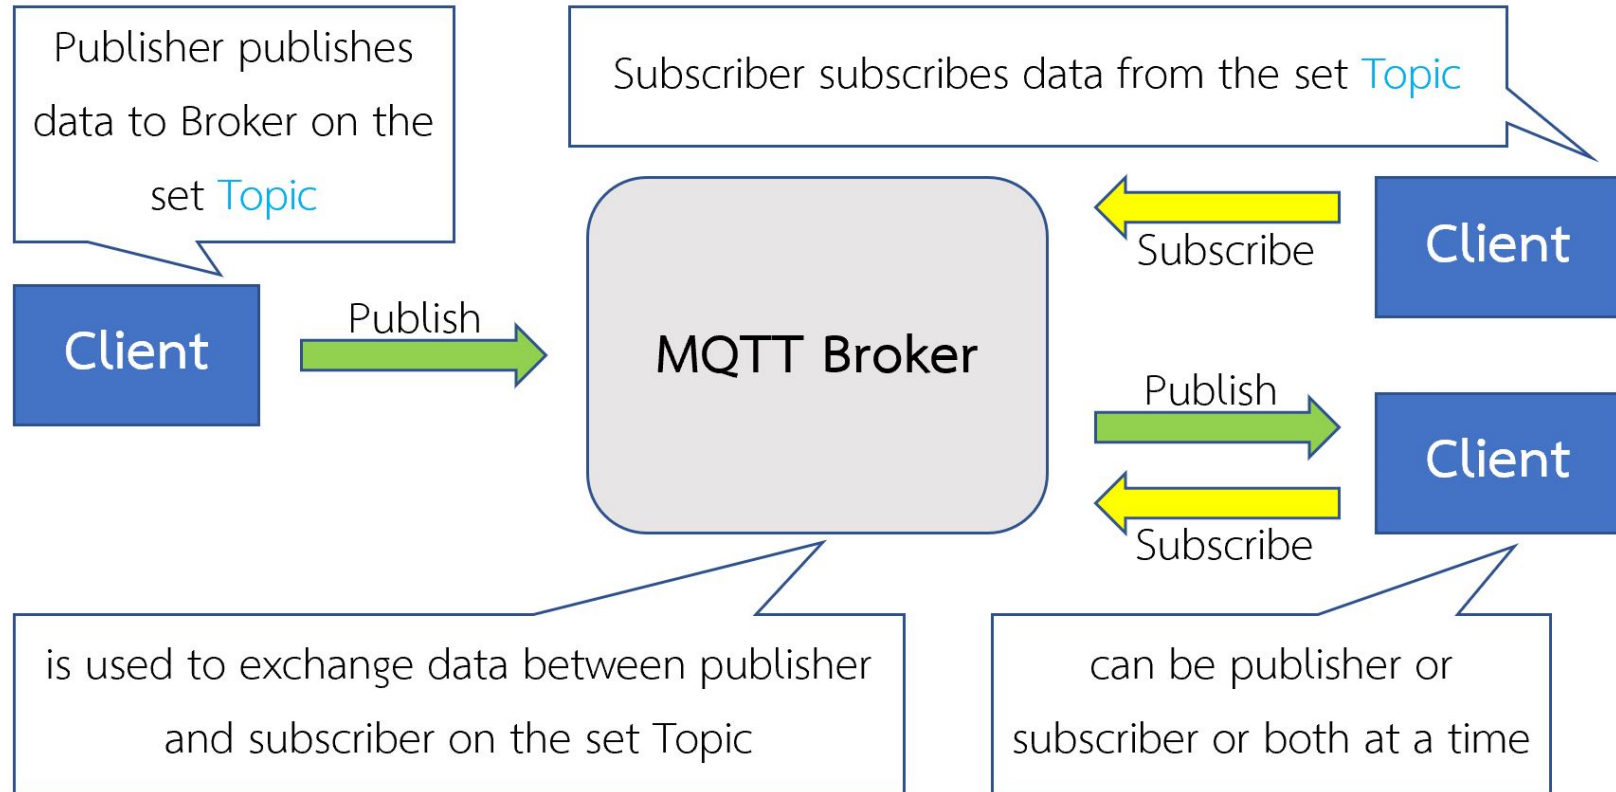 Publisher publishes
data to Broker on the
set Topic
Subscriber subscribes data from the set Topic
Client
Publish
MQTT Broker
Subscribe
Client
Publish
Subscribe
Client
is used to exchange data between publisher
and subscriber on the set Topic
can be publisher or
subscriber or both at a time